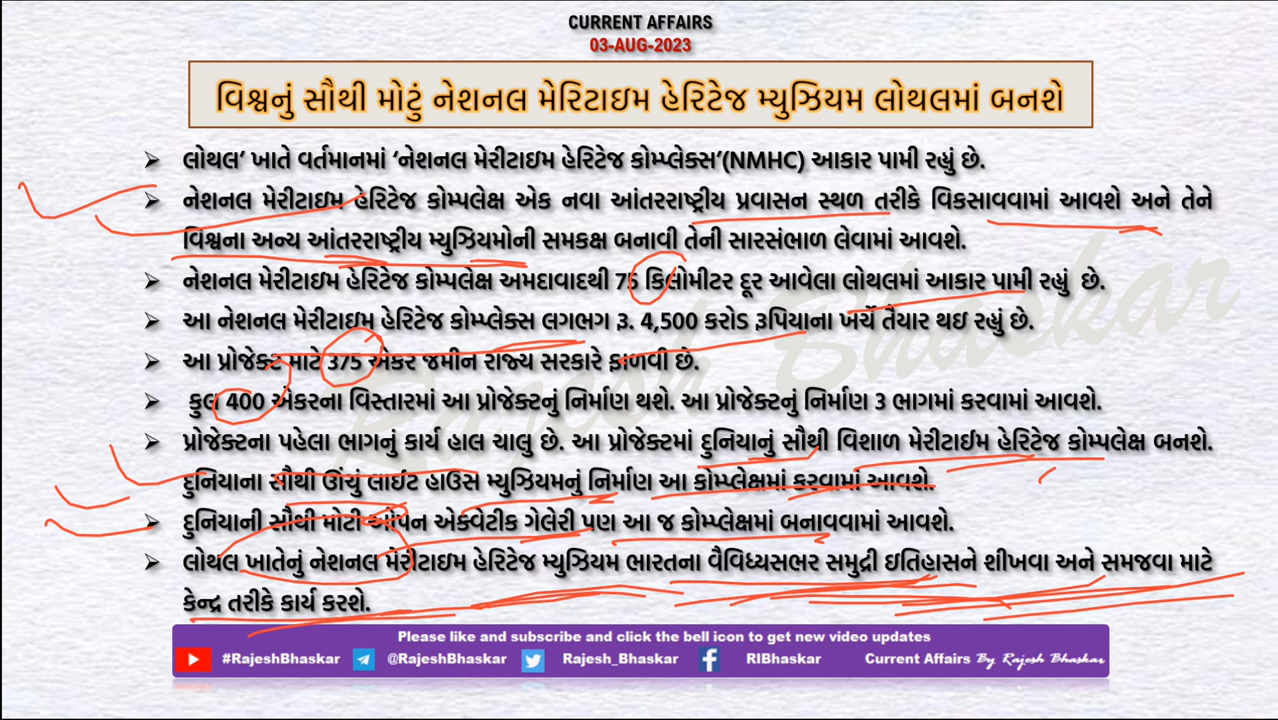 CURRENT AFFAIRS
03-AUG-2023
વિશ્વનું સૌથી મોટું નેશનલ મેરિટાઇમ હેરિટેજ મ્યુઝિયમ લોથલમાં બનશે
➢ લોથલ’ ખાતે વર્તમાનમાં ‘નેશનલ મેરીટાઇમ હેરિટેજ કોમ્પ્લેક્સ’(NMHC) આકાર પામી રહ્યું છે.
➢ નેશનલ મેરીટાઇમ હેરિટેજ કોમ્પલેક્ષ એક નવા આંતરરાષ્ટ્રીય પ્રવાસન સ્થળ તરીકે વિકસાવવામાં આવશે અને તેને
વિશ્વના અન્ય આંતરરાષ્ટ્રીય મ્યુઝિયમોની સમકક્ષ બનાવી તેની સારસંભાળ લેવામાં આવશે.
➢ નેશનલ મેરીટાઇમ હેરિટેજ કોમ્પ્લેક્ષ અમદાવાદથી 75 કિલોમીટર દૂર આવેલા લોથલમાં આકાર પામી રહ્યું છે.
➢ આ નેશનલ મેરીટાઇમ હેરિટેજ કોમ્પ્લેક્સ લગભગ રૂ. 4,500 કરોડ રૂપિયાના ખર્ચે તૈયાર થઇ રહ્યું છે.
➢ આ પ્રોજેક્ટ માટે 375 એકર જમીન રાજ્ય સરકારે ફાળવી છે.
➢ કુલ 400 એકરના વિસ્તારમાં આ પ્રોજેક્ટનું નિર્માણ થશે. આ પ્રોજેક્ટનું નિર્માણ 3 ભાગમાં કરવામાં આવશે.
➢ પ્રોજેક્ટના પહેલા ભાગનું કાર્ય હાલ ચાલુ છે. આ પ્રોજેક્ટમાં દુનિયાનું સૌથી વિશાળ મેરીટાઈમ હેરિટેજ કોમ્પલેક્ષ બનશે.
દુનિયાના સૌથી ઊંચું લાઈટ હાઉસ મ્યુઝિયમનું નિર્માણ આ કોમ્પ્લેક્ષમાં કરવામાં આવશે.
➢ દુનિયાની સૌથી મોટી ઓપન એક્વેટીક ગેલેરી પણ આ જ કોમ્પ્લેક્ષમાં બનાવવામાં આવશે.
➢ લોથલ ખાતેનું નેશનલ મેરીટાઇમ હેરિટેજ મ્યુઝિયમ ભારતના વૈવિધ્યસભર સમુદ્રી ઇતિહાસને શીખવા અને સમજવા માટે
કેન્દ્ર તરીકે કાર્ય કરશે.
Rajesh Bhaskar
Please like and subscribe and click the bell icon to get new video updates
#RajeshBhaskar @RajeshBhaskar Rajesh_Bhaskar RIBhaskar Current Affairs By Rajesh Bhaskar